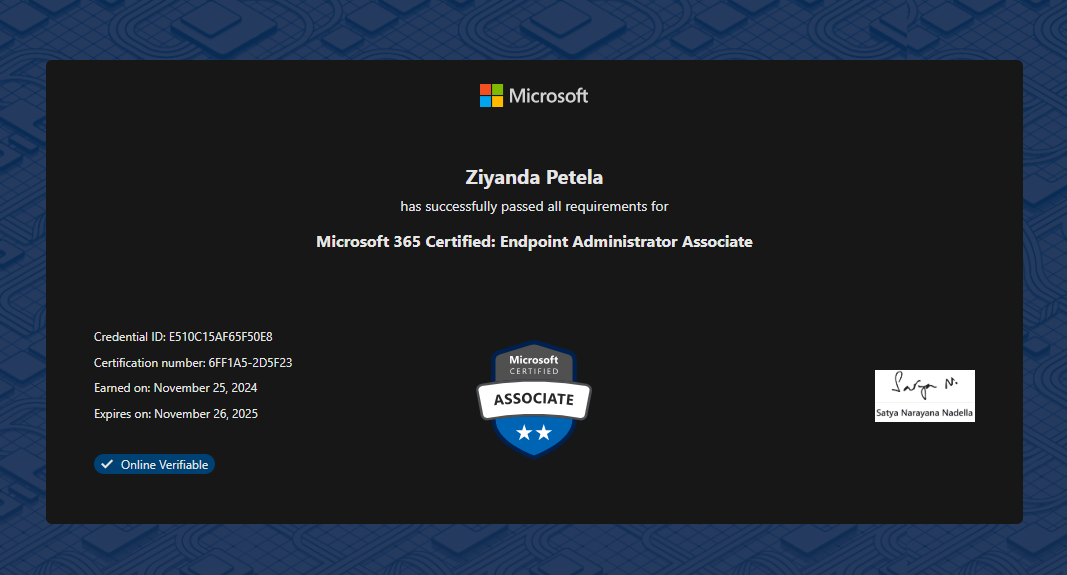 Microsoft
Ziyanda Petela
has successfully passed all requirements for
Microsoft 365 Certified: Endpoint Administrator Associate
Credential ID: E510C15AF65F50E8
Certification number: 6FF1A5-2D5F23
Earned on: November 25, 2024
Expires on: November 26, 2025
Online Verifiable
Microsoft
CERTIFIED
ASSOCIATE
Satya N.
Satya Narayana Nadella